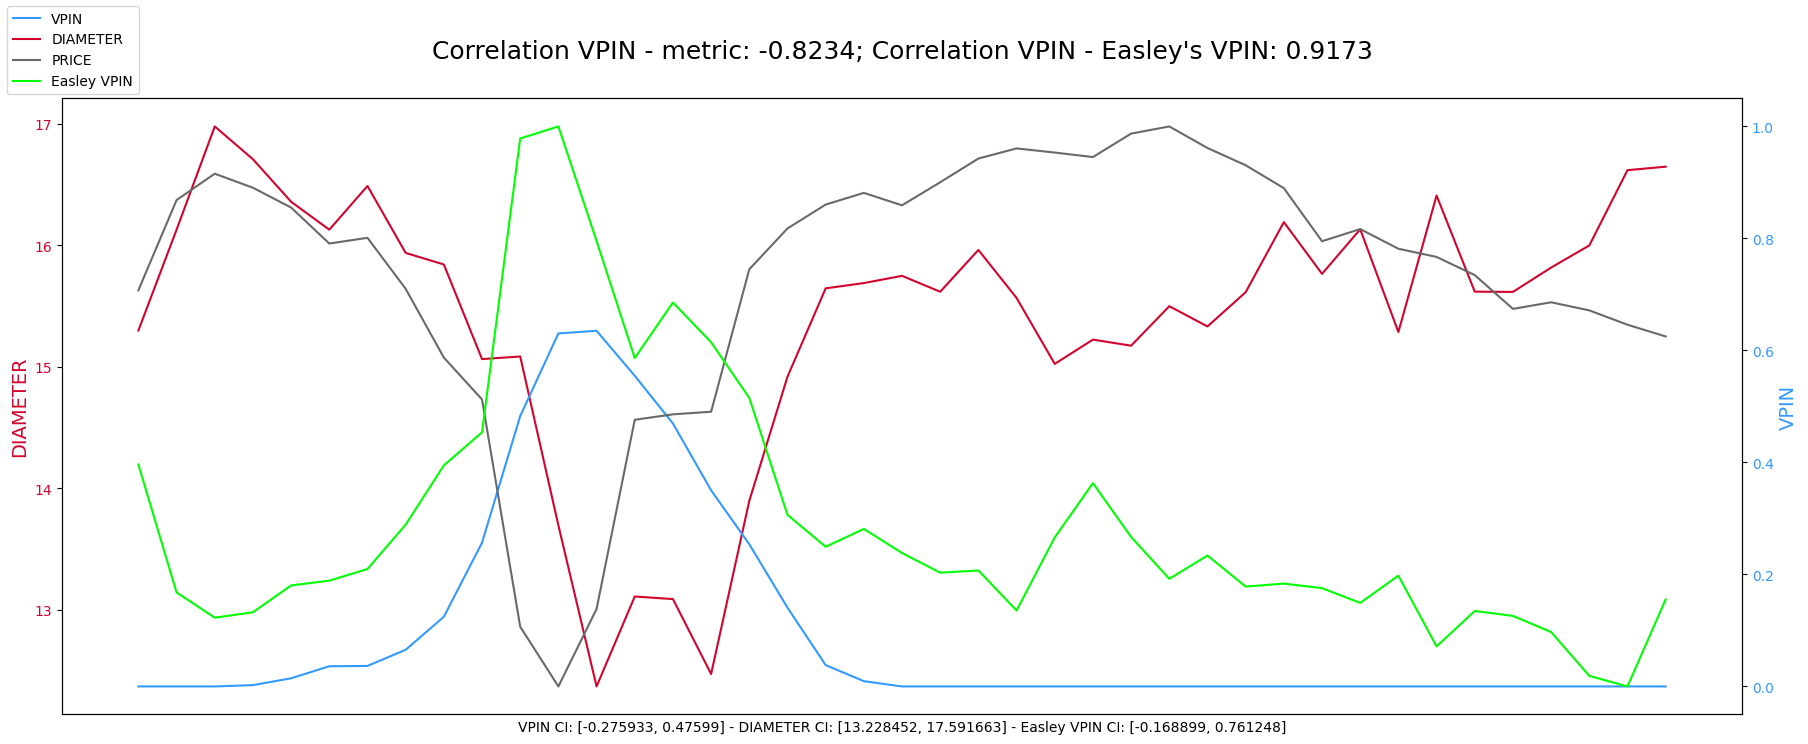 VPIN
DIAMETER
PRICE
Easley VPIN
Correlation VPIN - metric: -0.8234; Correlation VPIN - Easley's VPIN: 0.9173
17
16
15
14
13
DIAMETER
1.0
0.8
0.6
0.4
0.2
0.0
VPIN
VPIN CI: [-0.275933, 0.47599] - DIAMETER CI: [13.228452, 17.591663] - Easley VPIN CI: [-0.168899, 0.761248]